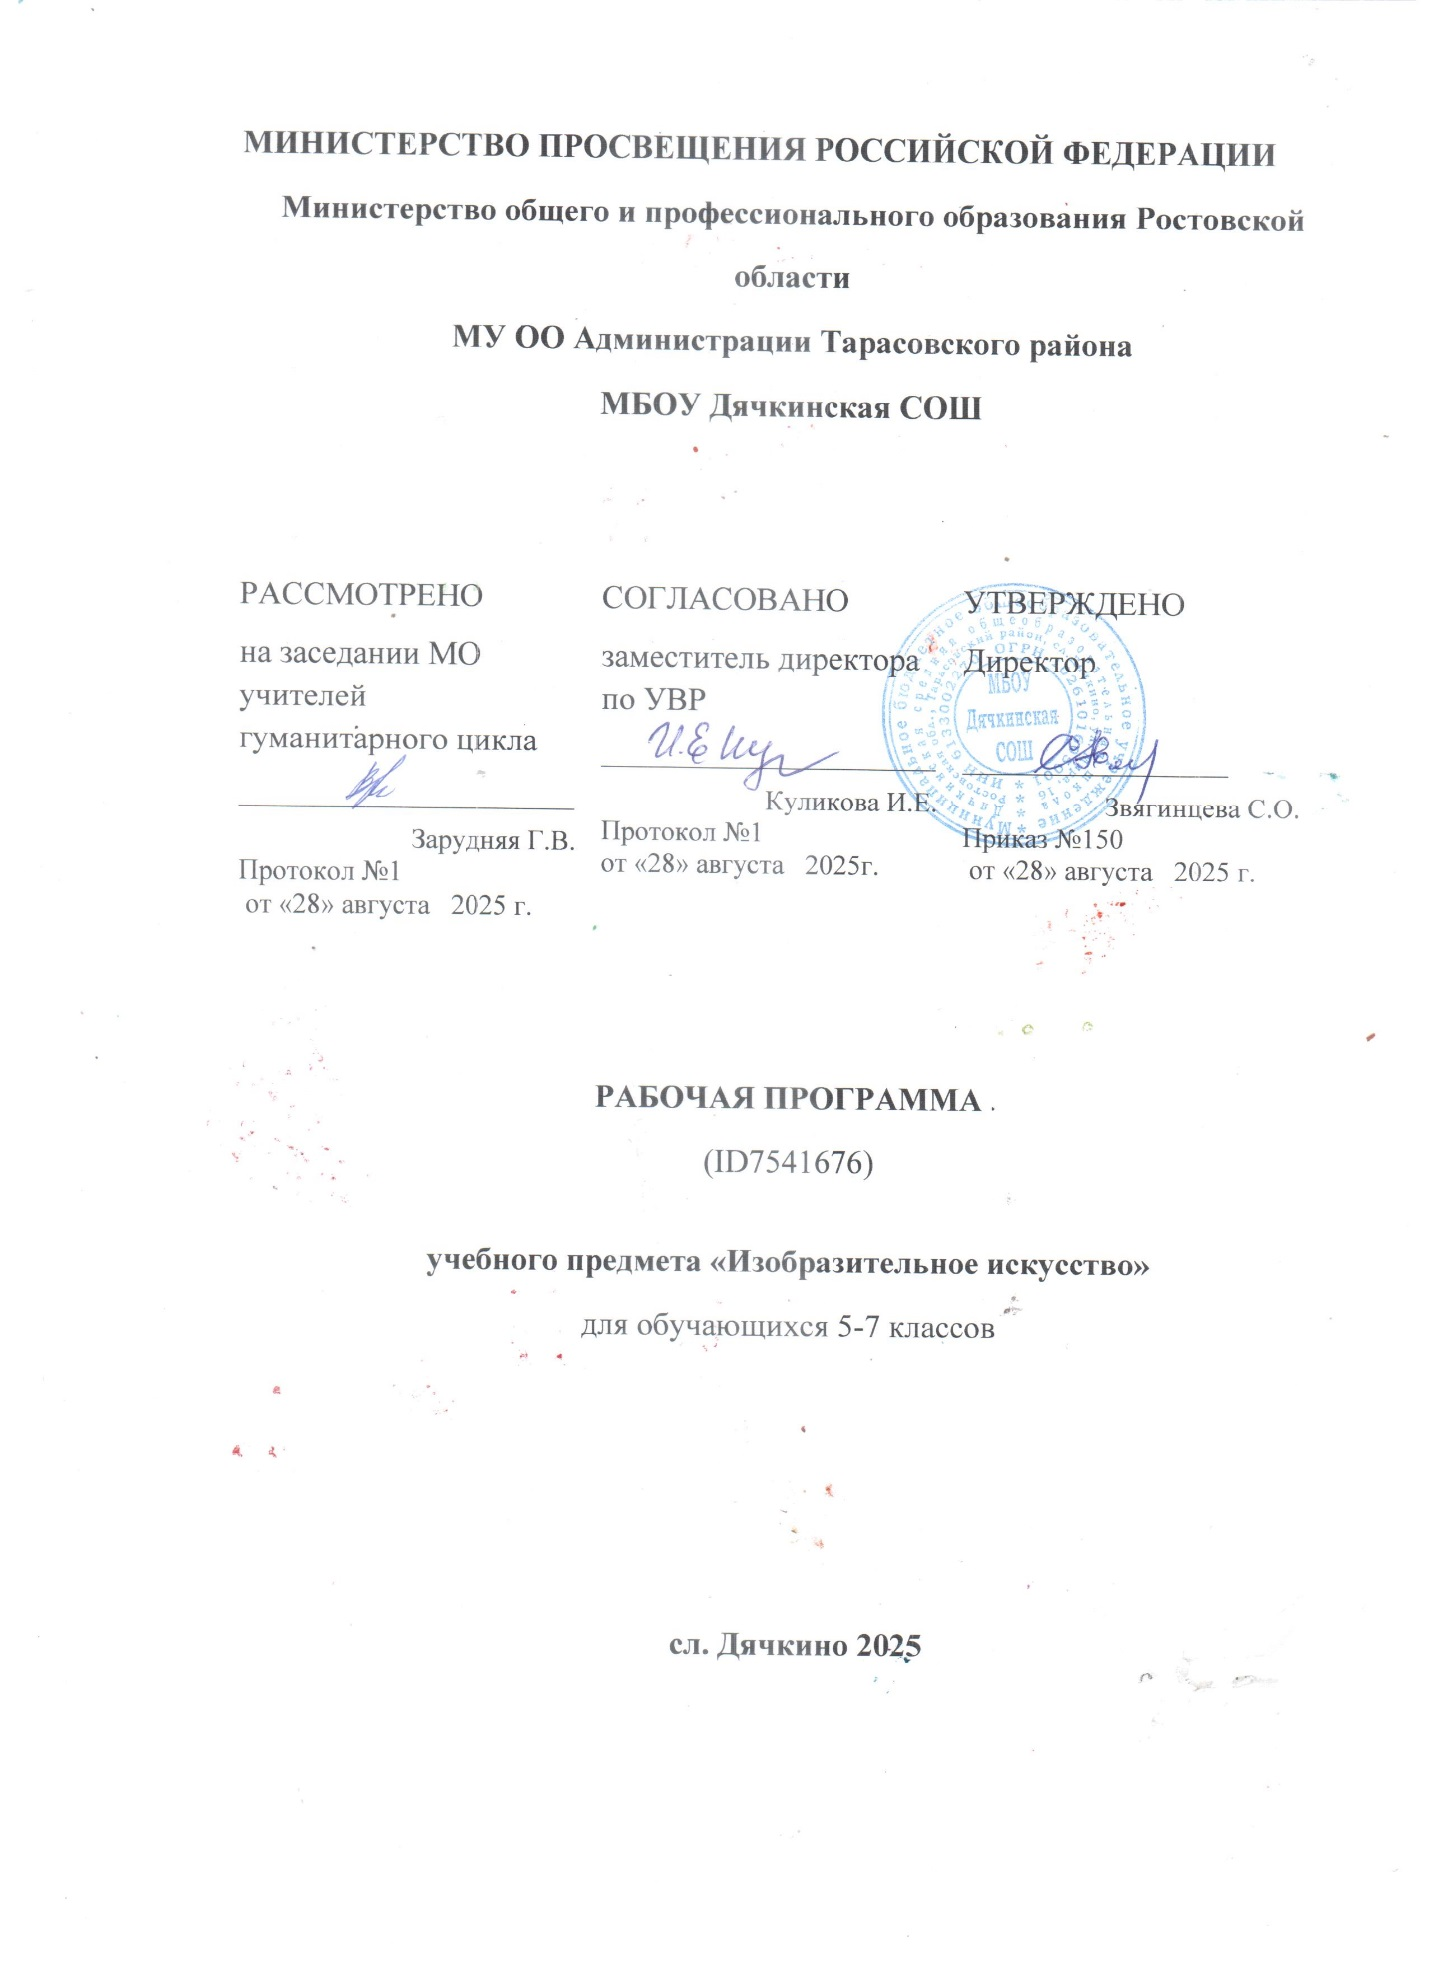 МИНИСТЕРСТВО ПРОСВЕЩЕНИЯ РОССИЙСКОЙ ФЕДЕРАЦИИ
Министерство общего и профессионального образования Ростовской
области
МУ ОО Администрации Тарасовского района
МБОУ Дячкинская СОШ
РАССМОТРЕНО
на заседании МО
учителей
гуманитарного цикла
Зарудняя Г.В.
Протокол №1
от «28» августа 2025 г.
СОГЛАСОВАНО
заместитель директора
по УВР
Куликова И.Е.
Протокол №1
от «28» августа 2025г.
УТВЕРЖДЕНО
Директор
МБОУ
Дячкинская
СОШ
Звягинцева С.О.
Приказ №150
от «28» августа 2025 г.
РАБОЧАЯ ПРОГРАММА .
(ID7541676)
учебного предмета «Изобразительное искусство»
для обучающихся 5-7 классов
сл. Дячкино 2025